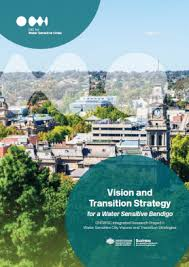 CRC for
Water Sensitive Cities
Vision and
Transition Strategy
for a Water Sensitive Bendigo
CRCWSC Integrated Research Project 1:
Water Sensitive City Visions and Transition Strategies
Business